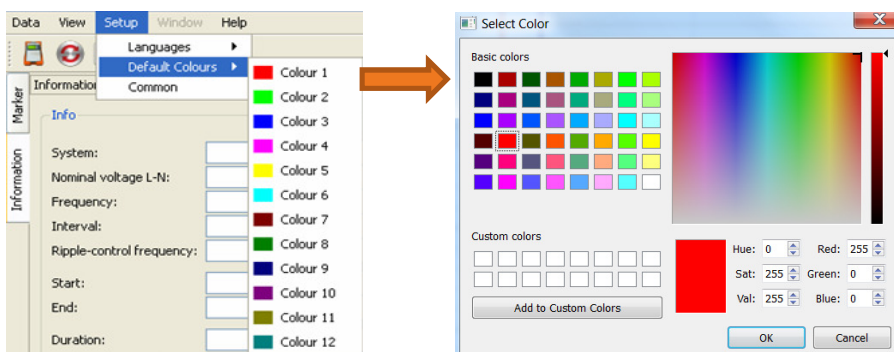 Data View Setup Window Help
Languages
Default Colours
Common
Marker
Information
Information
Info
System:
Nominal voltage L-N:
Frequency:
Interval:
Ripple-control frequency:
Start:
End:
Duration:
Colour 1
Colour 2
Colour 3
Colour 4
Colour 5
Colour 6
Colour 7
Colour 8
Colour 9
Colour 10
Colour 11
Colour 12
Select Color
Basic colors
Custom colors
Add to Custom Colors
Hue: 0 Red: 255
Sat: 255 Green: 0
Val: 255 Blue: 0
OK Cancel